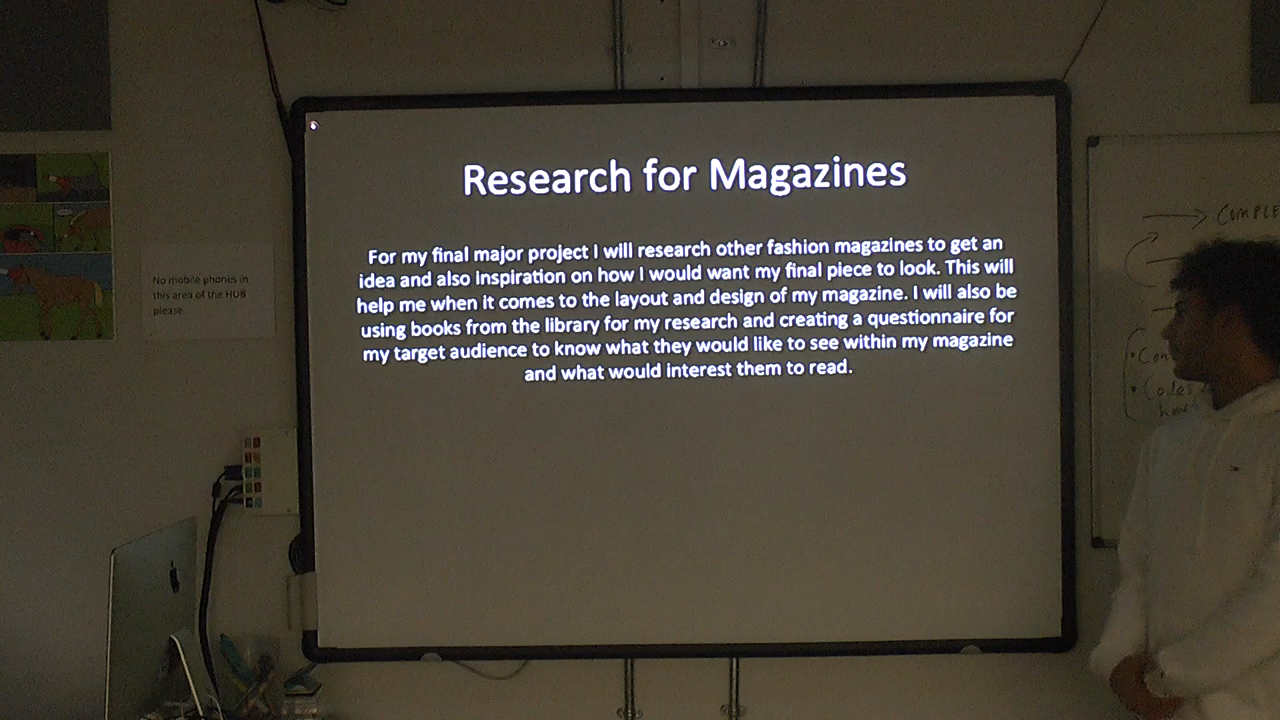 Research for Magazines
For my final major project I will research other fashion magazines to get an
idea and also inspiration on how I would want my final piece to look. This will
help me when it comes to the layout and design of my magazine. I will also be
using books from the library for my research and creating a questionnaire for
my target audience to know what they would like to see within my magazine
and what would interest them to read.
No mobile phones in
this area of the HUB
please.